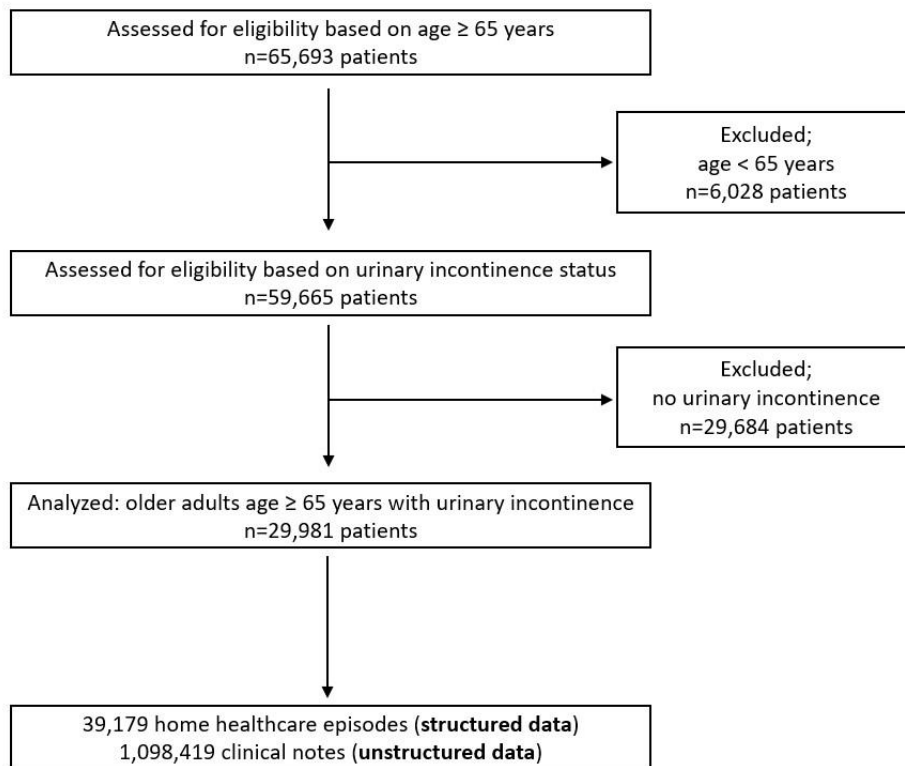 Assessed for eligibility based on age ≥ 65 years
n=65,693 patients
Excluded;
age < 65 years
n=6,028 patients
Assessed for eligibility based on urinary incontinence status
n=59,665 patients
Excluded;
no urinary incontinence
n=29,684 patients
Analyzed: older adults age ≥ 65 years with urinary incontinence
n=29,981 patients
39,179 home healthcare episodes (structured data)
1,098,419 clinical notes (unstructured data)